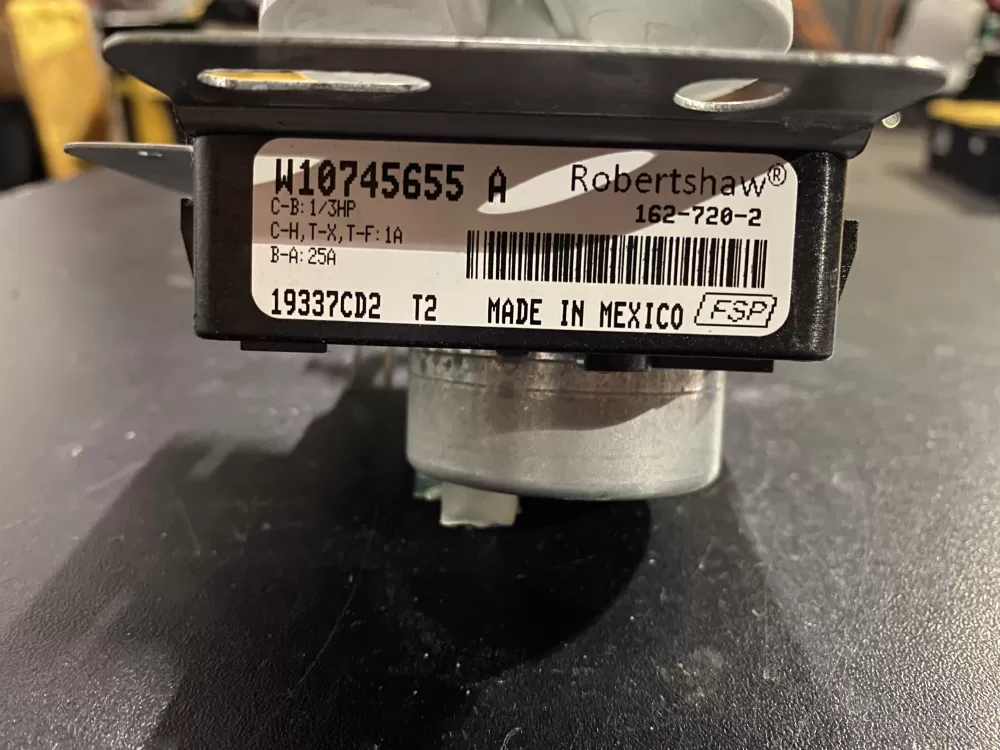 W10745655 A Robertshaw®
C-B: 1/3HP 162-720-2
C-H, T-X, T-F: 1A
B-A: 25A
19337CD2 T2 MADE IN MEXICO FSP